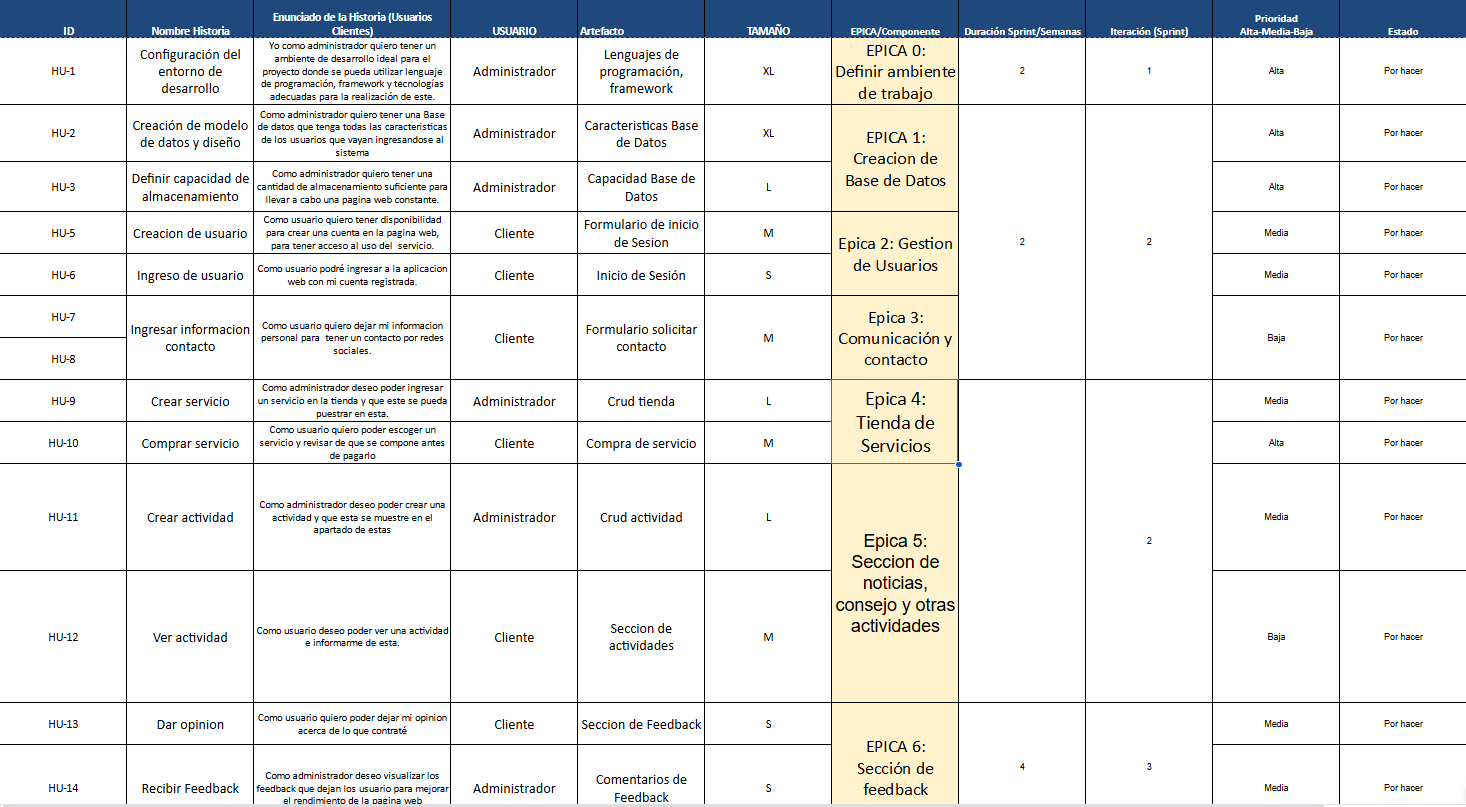 ID
Nombre Historia
Enunciado de la Historia (Usuarios
Clientes)
USUARIO
Artefacto
TAMAÑO
EPICA/Componente
Duración Sprint/Semanas
Iteración (Sprint)
Prioridad
Alta-Media-Baja
Estado
HU-1
Configuración del
entorno de
desarrollo
Yo como administrador quiero tener un
ambiente de desarrollo ideal para el
proyecto donde se pueda utilizar lenguaje
de programación, framework y tecnologías
adecuadas para la realización de este.
Administrador
Lenguajes de
programación,
framework
XL
EPICA 0:
Definir ambiente
de trabajo
2
1
Alta
Por hacer
HU-2
Creación de modelo
de datos y diseño
Como administrador quiero tener una Base
de datos que tenga todas las caracteristicas
de los usuarios que vayan ingresandose al
sistema
Administrador
Caracteristicas Base
de Datos
XL
EPICA 1:
Creacion de
Base de Datos
2
2
Alta
Por hacer
HU-3
Definir capacidad de
almacenamiento
Como administrador quiero tener una
cantidad de almacenamiento suficiente para
llevar a cabo una pagina web constante.
Administrador
Capacidad Base de
Datos
L
Alta
Por hacer
HU-5
Creacion de usuario
Como usuario quiero tener disponibilidad
para crear una cuenta en la pagina web,
para tener acceso al uso del servicio.
Cliente
Formulario de inicio
de Sesion
M
Epica 2: Gestion
de Usuarios
Media
Por hacer
HU-6
Ingreso de usuario
Como usuario podré ingresar a la aplicacion
web con mi cuenta registrada.
Cliente
Inicio de Sesión
S
Media
Por hacer
HU-7
HU-8
Ingresar informacion
contacto
Como usuario quiero dejar mi informacion
personal para tener un contacto por redes
sociales.
Cliente
Formulario solicitar
contacto
M
Epica 3:
Comunicación y
contacto
Baja
Por hacer
HU-9
Crear servicio
Como administrador deseo poder ingresar
un servicio en la tienda y que este se pueda
puestrar en esta.
Administrador
Crud tienda
L
Epica 4:
Tienda de
Servicios
2
Media
Por hacer
HU-10
Comprar servicio
Como usuario quiero poder escoger un
servicio y revisar de que se compone antes
de pagarlo
Cliente
Compra de servicio
M
Alta
Por hacer
HU-11
Crear actividad
Como administrador deseo poder crear una
actividad y que esta se muestre en el
apartado de estas
Administrador
Crud actividad
L
Epica 5:
Seccion de
noticias,
consejo y otras
actividades
Media
Por hacer
HU-12
Ver actividad
Como usuario deseo poder ver una actividad
e informarme de esta.
Cliente
Seccion de
actividades
M
Baja
Por hacer
HU-13
Dar opinion
Como usuario quiero poder dejar mi opinion
acerca de lo que contraté
Cliente
Seccion de Feedback
S
EPICA 6:
Sección de
feedback
4
3
Media
Por hacer
HU-14
Recibir Feedback
Como administrador deseo visualizar los
feedback que dejan los usuario para mejorar
el rendimiento de la pagina web
Administrador
Comentarios de
Feedback
S
Media
Por hacer